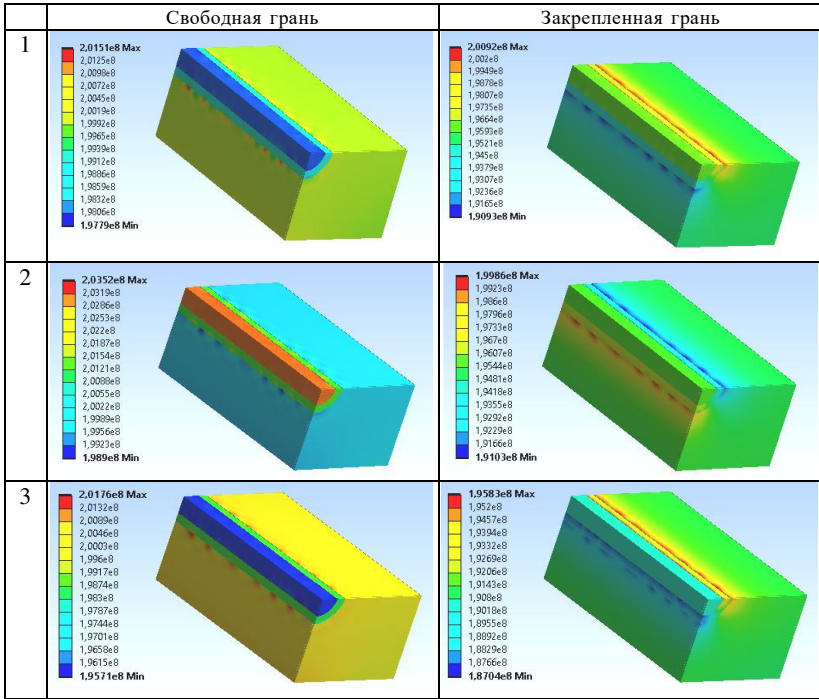 Свободная грань
Закрепленная грань
1
2,0151e8 Max
2,0125e8
2,0098e8
2,0072e8
2,0045e8
2,0019e8
1,9992e8
1,9965e8
1,9939e8
1,9912e8
1,9886e8
1,9859e8
1,9832e8
1,9806e8
1,9779e8 Min
2,0092e8 Max
2,002e8
1,9949e8
1,9878e8
1,9807e8
1,9735e8
1,9664e8
1,9593e8
1,9521e8
1,945e8
1,9379e8
1,9307e8
1,9236e8
1,9165e8
1,9093e8 Min
2
2,0352e8 Max
2,0319e8
2,0286e8
2,0253e8
2,022e8
2,0187e8
2,0154e8
2,0121e8
2,0088e8
2,0055e8
2,0022e8
1,9989e8
1,9956e8
1,9923e8
1,989e8 Min
1,9986e8 Max
1,9923e8
1,986e8
1,9796e8
1,9733e8
1,967e8
1,9607e8
1,9544e8
1,9481e8
1,9418e8
1,9355e8
1,9292e8
1,9229e8
1,9166e8
1,9103e8 Min
3
2,0176e8 Max
2,0132e8
2,0089e8
2,0046e8
2,0003e8
1,996e8
1,9917e8
1,9874e8
1,983e8
1,9787e8
1,9744e8
1,9701e8
1,9658e8
1,9615e8
1,9571e8 Min
1,9583e8 Max
1,952e8
1,9457e8
1,9394e8
1,9332e8
1,9269e8
1,9206e8
1,9143e8
1,908e8
1,9018e8
1,8955e8
1,8892e8
1,8829e8
1,8766e8
1,8704e8 Min